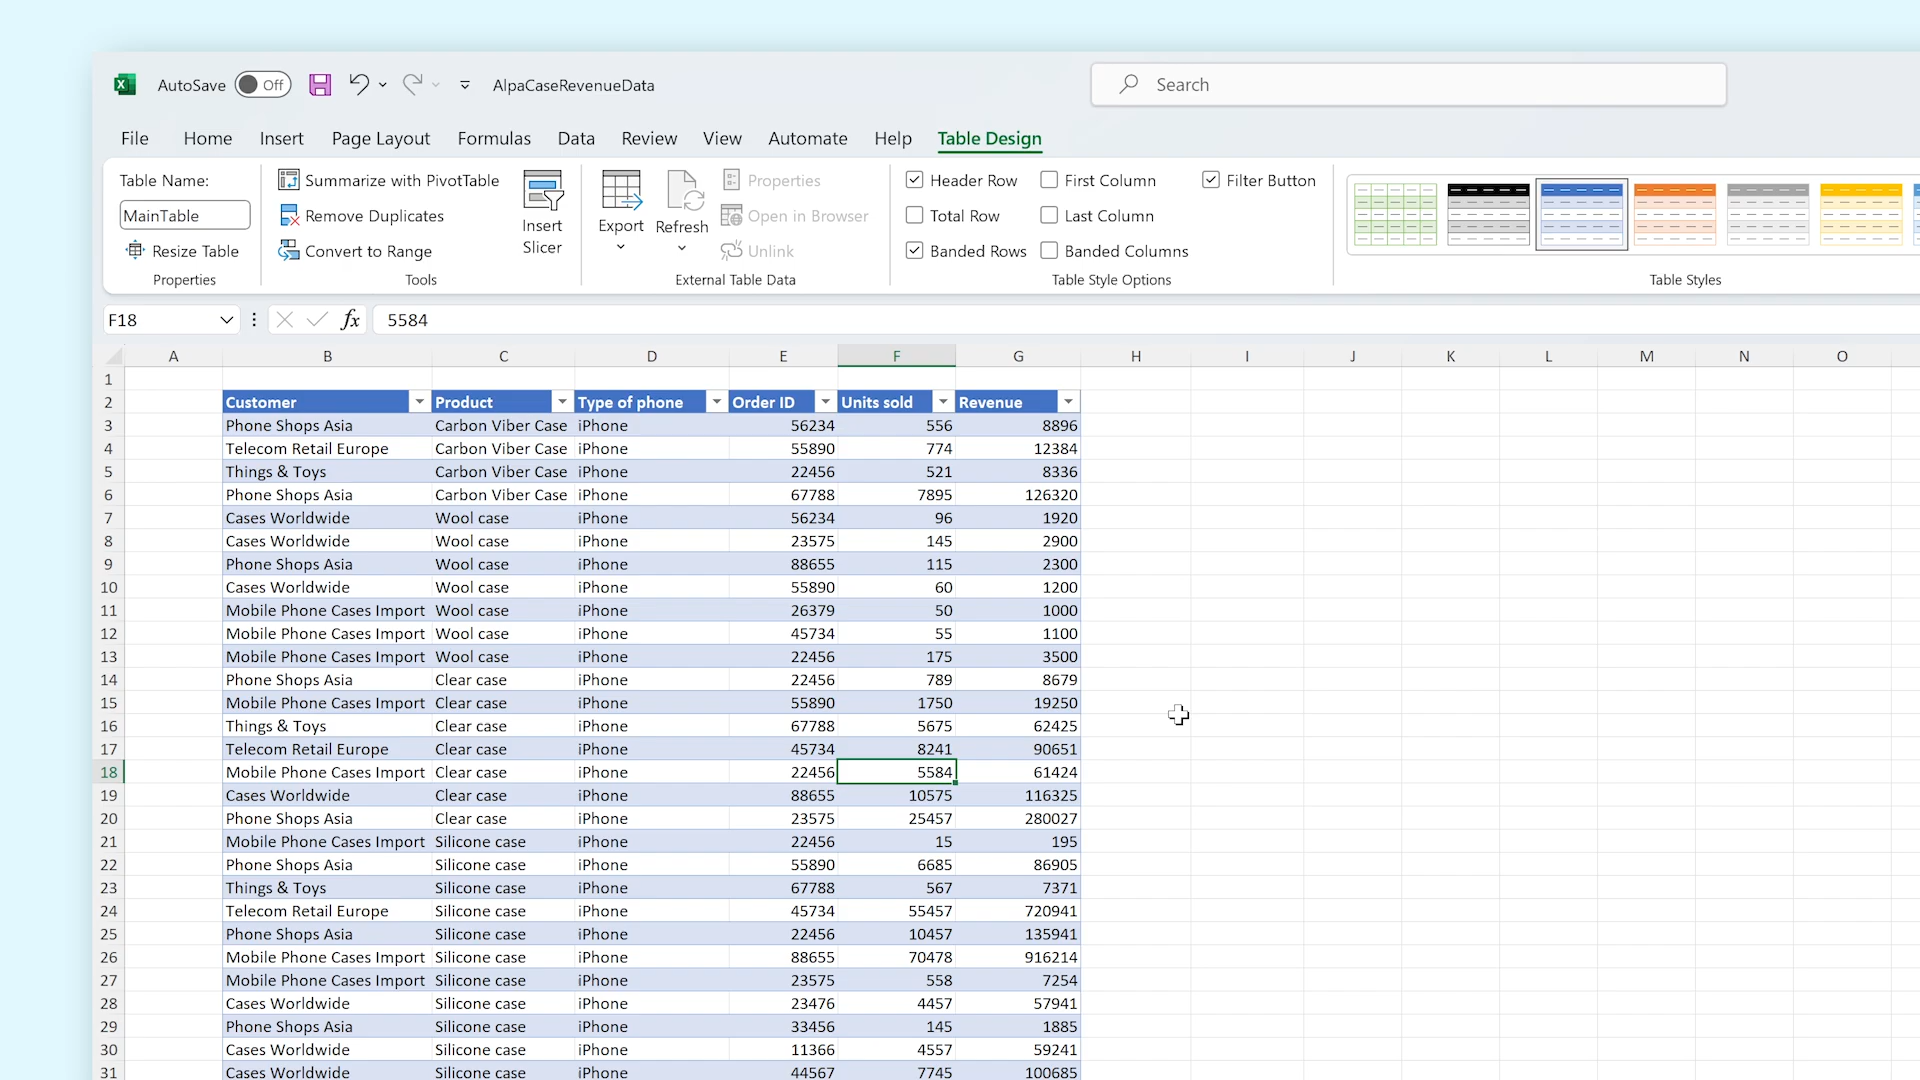 AutoSave Off AlpaCaseRevenueData Search
File Home Insert Page Layout Formulas Data Review View Automate Help Table Design
Table Name:
MainTable
Resize Table
Properties
Summarize with PivotTable
Remove Duplicates
Convert to Range
Insert
Slicer
Tools
Export
Refresh
Properties
Open in Browser
Unlink
External Table Data
Header Row
Total Row
Banded Rows
First Column
Last Column
Banded Columns
Filter Button
Table Style Options
Table Styles
F18 fx 5584
A B C D E F G H I J K L M N O
1
2 Customer Product Type of phone Order ID Units sold Revenue
3 Phone Shops Asia Carbon Viber Case iPhone 56234 556 8896
4 Telecom Retail Europe Carbon Viber Case iPhone 55890 774 12384
5 Things & Toys Carbon Viber Case iPhone 22456 521 8336
6 Phone Shops Asia Carbon Viber Case iPhone 67788 7895 126320
7 Cases Worldwide Wool case iPhone 56234 96 1920
8 Cases Worldwide Wool case iPhone 23575 145 2900
9 Phone Shops Asia Wool case iPhone 88655 115 2300
10 Cases Worldwide Wool case iPhone 55890 60 1200
11 Mobile Phone Cases Import Wool case iPhone 26379 50 1000
12 Mobile Phone Cases Import Wool case iPhone 45734 55 1100
13 Mobile Phone Cases Import Wool case iPhone 22456 175 3500
14 Phone Shops Asia Clear case iPhone 22456 789 8679
15 Mobile Phone Cases Import Clear case iPhone 55890 1750 19250
16 Things & Toys Clear case iPhone 67788 5675 62425
17 Telecom Retail Europe Clear case iPhone 45734 8241 90651
18 Mobile Phone Cases Import Clear case iPhone 22456 5584 61424
19 Cases Worldwide Clear case iPhone 88655 10575 116325
20 Phone Shops Asia Clear case iPhone 23575 25457 280027
21 Mobile Phone Cases Import Silicone case iPhone 22456 15 195
22 Phone Shops Asia Silicone case iPhone 55890 6685 86905
23 Things & Toys Silicone case iPhone 67788 567 7371
24 Telecom Retail Europe Silicone case iPhone 45734 55457 720941
25 Phone Shops Asia Silicone case iPhone 22456 10457 135941
26 Mobile Phone Cases Import Silicone case iPhone 88655 70478 916214
27 Mobile Phone Cases Import Silicone case iPhone 23575 558 7254
28 Cases Worldwide Silicone case iPhone 23476 4457 57941
29 Phone Shops Asia Silicone case iPhone 33456 145 1885
30 Cases Worldwide Silicone case iPhone 11366 4557 59241
31 Cases Worldwide Silicone case iPhone 44567 7745 100685